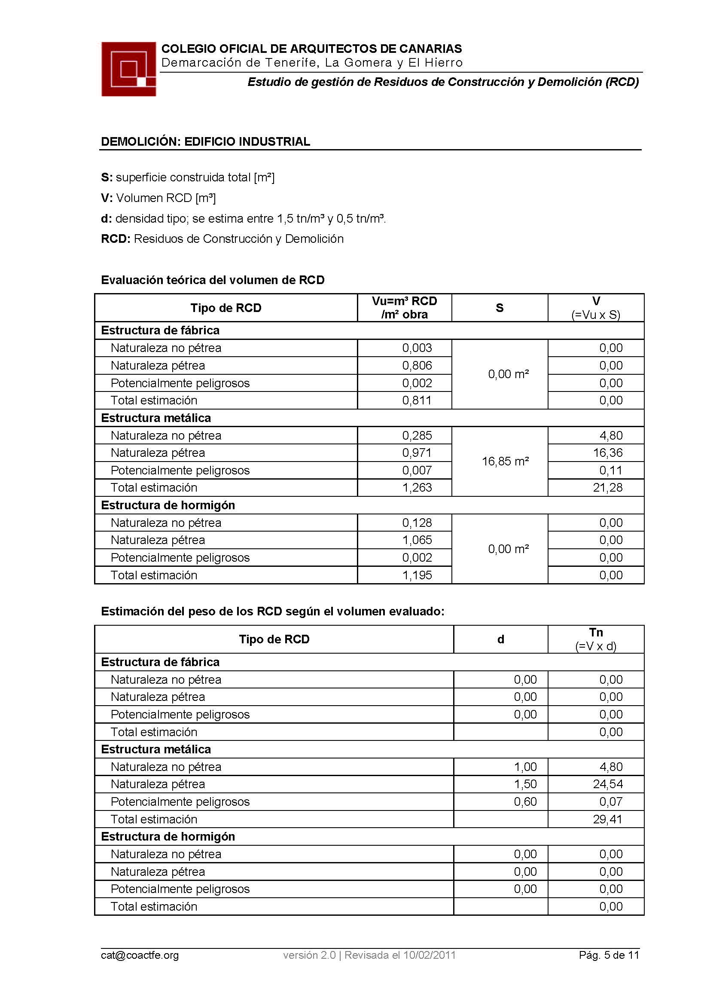 COLEGIO OFICIAL DE ARQUITECTOS DE CANARIAS
Demarcación de Tenerife, La Gomera y El Hierro
Estudio de gestión de Residuos de Construcción y Demolición (RCD)
DEMOLICIÓN: EDIFICIO INDUSTRIAL
S: superficie construida total [m²]
V: Volumen RCD [m³]
d: densidad tipo; se estima entre 1,5 tn/m³ y 0,5 tn/m³.
RCD: Residuos de Construcción y Demolición
Evaluación teórica del volumen de RCD
Tipo de RCD Vu=m³ RCD /m² obra S V (=Vu x S)
Estructura de fábrica
Naturaleza no pétrea 0,003 0,00
Naturaleza pétrea 0,806 0,00
0,00 m²
Potencialmente peligrosos 0,002 0,00
Total estimación 0,811 0,00
Estructura metálica
Naturaleza no pétrea 0,285 4,80
Naturaleza pétrea 0,971 16,36
16,85 m²
Potencialmente peligrosos 0,007 0,11
Total estimación 1,263 21,28
Estructura de hormigón
Naturaleza no pétrea 0,128 0,00
Naturaleza pétrea 1,065 0,00
0,00 m²
Potencialmente peligrosos 0,002 0,00
Total estimación 1,195 0,00
Estimación del peso de los RCD según el volumen evaluado:
Tipo de RCD d Tn (=V x d)
Estructura de fábrica
Naturaleza no pétrea 0,00 0,00
Naturaleza pétrea 0,00 0,00
Potencialmente peligrosos 0,00 0,00
Total estimación 0,00
Estructura metálica
Naturaleza no pétrea 1,00 4,80
Naturaleza pétrea 1,50 24,54
Potencialmente peligrosos 0,60 0,07
Total estimación 29,41
Estructura de hormigón
Naturaleza no pétrea 0,00 0,00
Naturaleza pétrea 0,00 0,00
Potencialmente peligrosos 0,00 0,00
Total estimación 0,00
cat@coactfe.org versión 2.0 | Revisada el 10/02/2011 Pág. 5 de 11